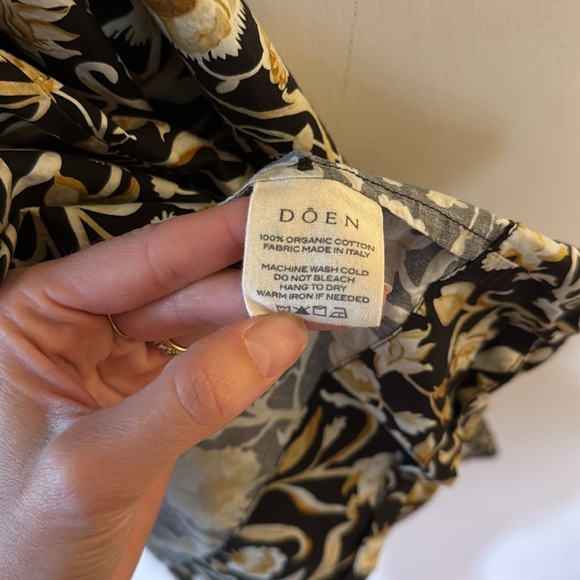 DÔEN
100% ORGANIC COTTON
FABRIC MADE IN ITALY
MACHINE WASH COLD
DO NOT BLEACH
HANG TO DRY
WARM IRON IF NEEDED